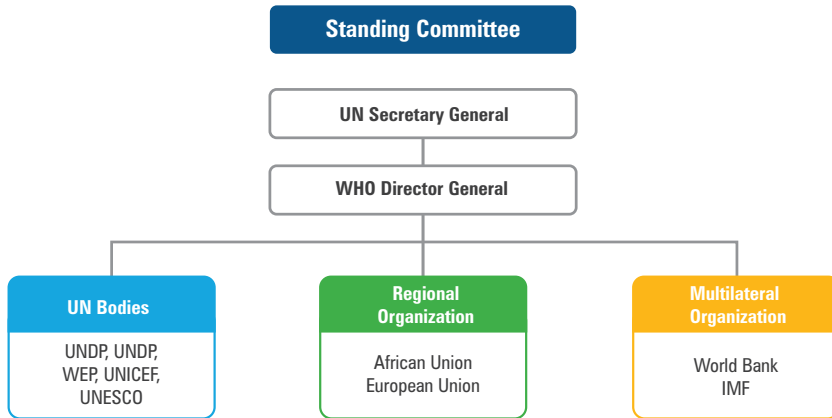 Standing Committee
UN Secretary General
WHO Director General
UN Bodies
UNDP, UNDP,
WEP, UNICEF,
UNESCO
Regional
Organization
African Union
European Union
Multilateral
Organization
World Bank
IMF